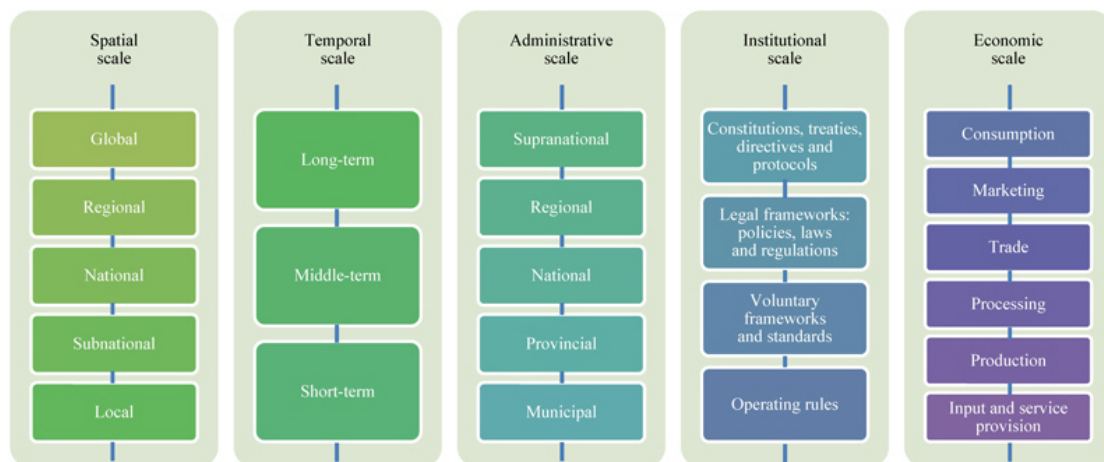 Spatial
scale
Global
Regional
National
Subnational
Local
Temporal
scale
Long-term
Middle-term
Short-term
Administrative
scale
Supranational
Regional
National
Provincial
Municipal
Institutional
scale
Constitutions, treaties,
directives and
protocols
Legal frameworks:
policies, laws
and regulations
Voluntary
frameworks
and standards
Operating rules
Economic
scale
Consumption
Marketing
Trade
Processing
Production
Input and service
provision